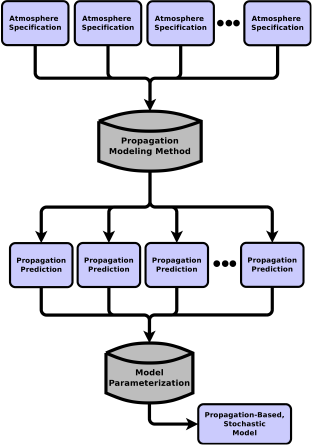 Atmosphere
Specification
Atmosphere
Specification
Atmosphere
Specification
Atmosphere
Specification
Propagation
Modeling Method
Propagation
Prediction
Propagation
Prediction
Propagation
Prediction
Propagation
Prediction
Model
Parameterization
Propagation-Based,
Stochastic
Model